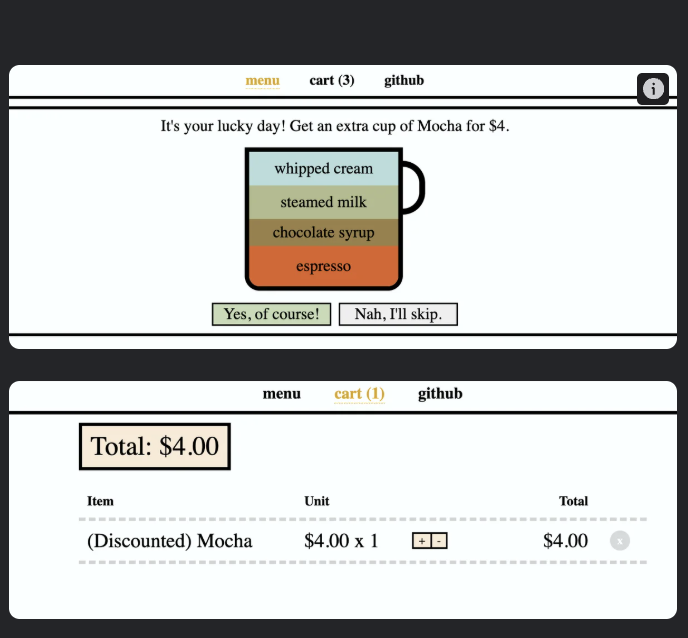 menu cart (3) github
i
It's your lucky day! Get an extra cup of Mocha for $4.
whipped cream
steamed milk
chocolate syrup
espresso
Yes, of course! Nah, I'll skip.
menu cart (1) github
Total: $4.00
Item Unit Total
(Discounted) Mocha $4.00 x 1 + - $4.00 x